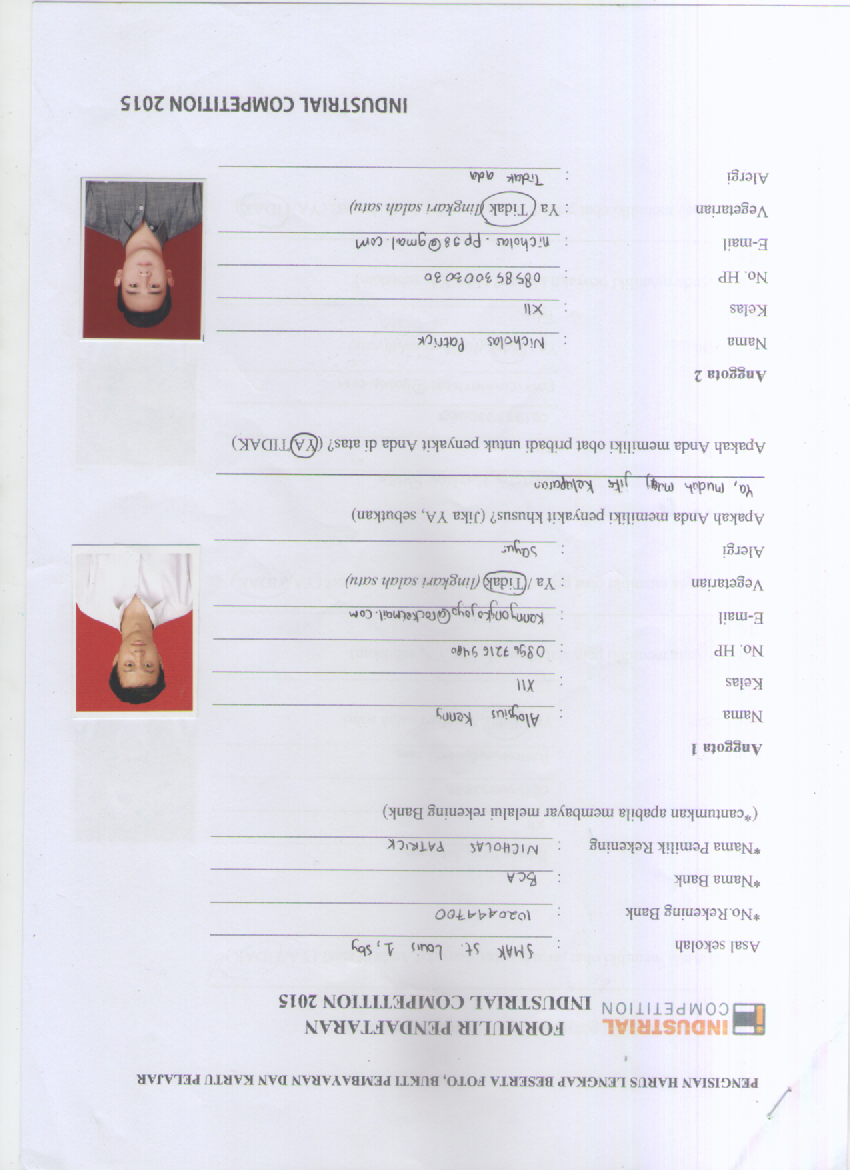 PENGISIAN HARUS LENGKAP BESERTA FOTO, BUKTI PEMBAYARAN DAN KARTU PELAJAR
INDUSTRIAL COMPETITION
FORMULIR PENDAFTARAN
INDUSTRIAL COMPETITION 2015
Asal sekolah : SMAK St. Louis 1, Sby
*No.Rekening Bank : 1020444700
*Nama Bank : BCA
*Nama Pemilik Rekening : NICHOLAS PATRICK
(*cantumkan apabila membayar melalui rekening Bank)
Anggota 1
Nama : Aloysius Kenny
Kelas : XII
No. HP : 0896 7216 9480
E-mail : kennyangkajaya@rocketmail.com
Vegetarian : Ya / Tidak (lingkari salah satu)
Alergi : Sayur
Apakah Anda memiliki penyakit khusus? (Jika YA, sebutkan)
Ya, mudah jika kelaparan
Apakah Anda memiliki obat pribadi untuk penyakit Anda di atas? (YA/TIDAK)
Anggota 2
Nama : Nicholas Patrick
Kelas : XII
No. HP : 085853003030
E-mail : nicholas.pp98@gmail.com
Vegetarian : Ya / Tidak (lingkari salah satu)
Alergi : Tidak ada
INDUSTRIAL COMPETITION 2015